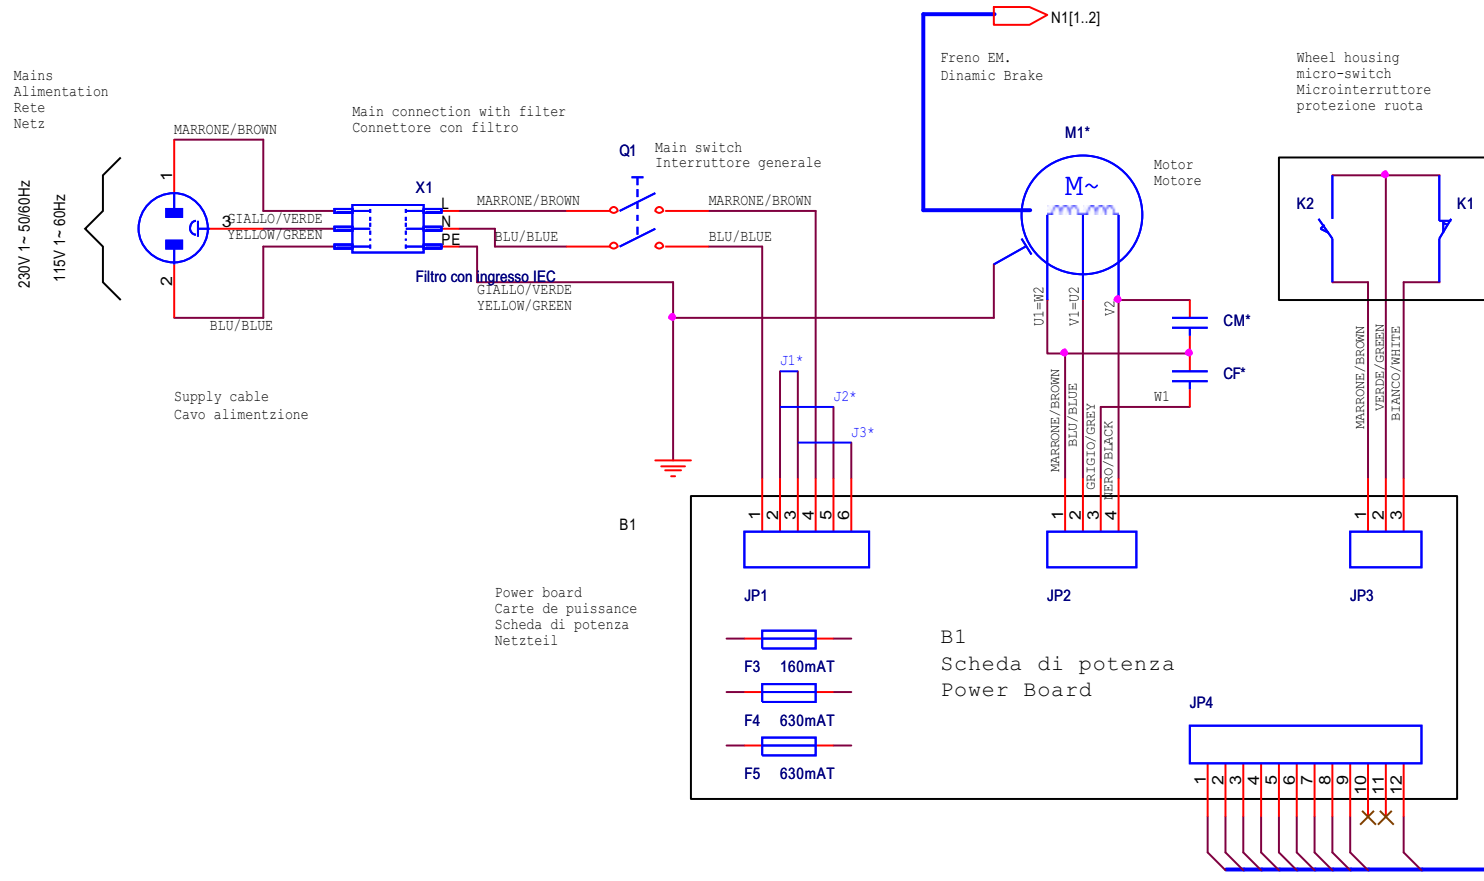 N1[1..2]
Freno EM.
Dinamic Brake
Wheel housing
micro-switch
Microinterruttore
protezione ruota
Mains
Alimentation
Rete
Netz
230V 1~ 50/60Hz
115V 1~ 60Hz
MARRONE/BROWN
1
2
3
GIALLO/VERDE
YELLOW/GREEN
BLU/BLUE
Supply cable
Cavo alimentzione
Main connection with filter
Connettore con filtro
X1
L
N
PE
Filtro con ingresso IEC
MARRONE/BROWN
BLU/BLUE
GIALLO/VERDE
YELLOW/GREEN
Q1
Main switch
Interruttore generale
MARRONE/BROWN
BLU/BLUE
M1*
M~
Motor
Motore
U1=W2
V1=U2
V2
CM*
CF*
W1
MARRONE/BROWN
BLU/BLUE
GRIGIO/GREY
NERO/BLACK
K2
K1
MARRONE/BROWN
VERDE/GREEN
BIANCO/WHITE
J1*
J2*
J3*
B1
1
2
3
4
5
6
JP1
1
2
3
4
JP2
1
2
3
JP3
Power board
Carte de puissance
Scheda di potenza
Netzteil
F3 160mAT
F4 630mAT
F5 630mAT
B1
Scheda di potenza
Power Board
JP4
1
2
3
4
5
6
7
8
9
10
11
12